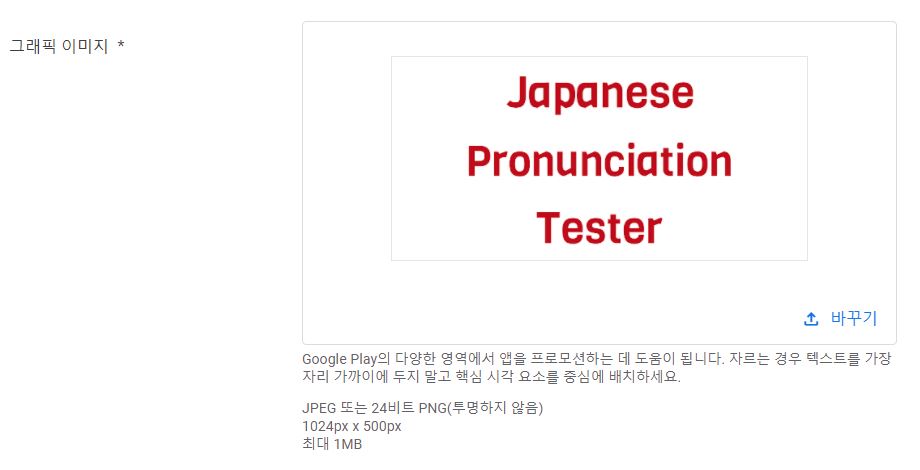 그래픽 이미지 *
Japanese
Pronunciation
Tester
바꾸기
Google Play의 다양한 영역에서 앱을 프로모션하는 데 도움이 됩니다. 자르는 경우 텍스트를 가장
자리 가까이에 두지 말고 핵심 시각 요소를 중심에 배치하세요.
JPEG 또는 24비트 PNG(투명하지 않음)
1024px x 500px
최대 1MB